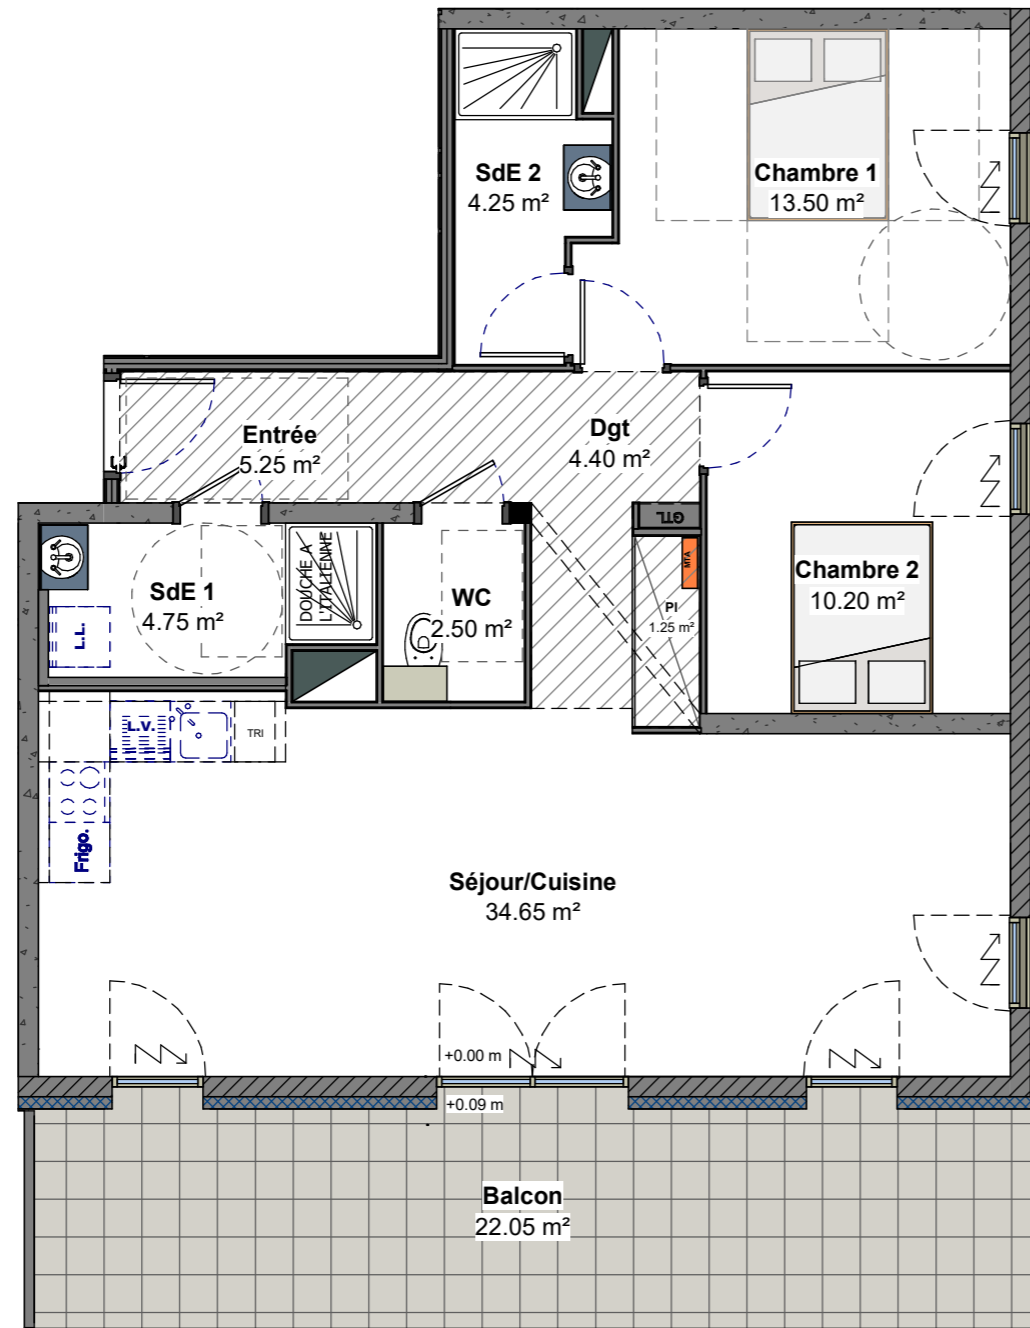 SdE 2
4.25 m²
Chambre 1
13.50 m²
Entrée
5.25 m²
Dgt
4.40 m²
GTL
MTA
Pl
1.25 m²
SdE 1
4.75 m²
L.L.
DOUCHE A
L'ITALIENNE
WC
2.50 m²
Chambre 2
10.20 m²
L.V.
TRI
Frigo.
Séjour/Cuisine
34.65 m²
+0.00 m
+0.09 m
Balcon
22.05 m²